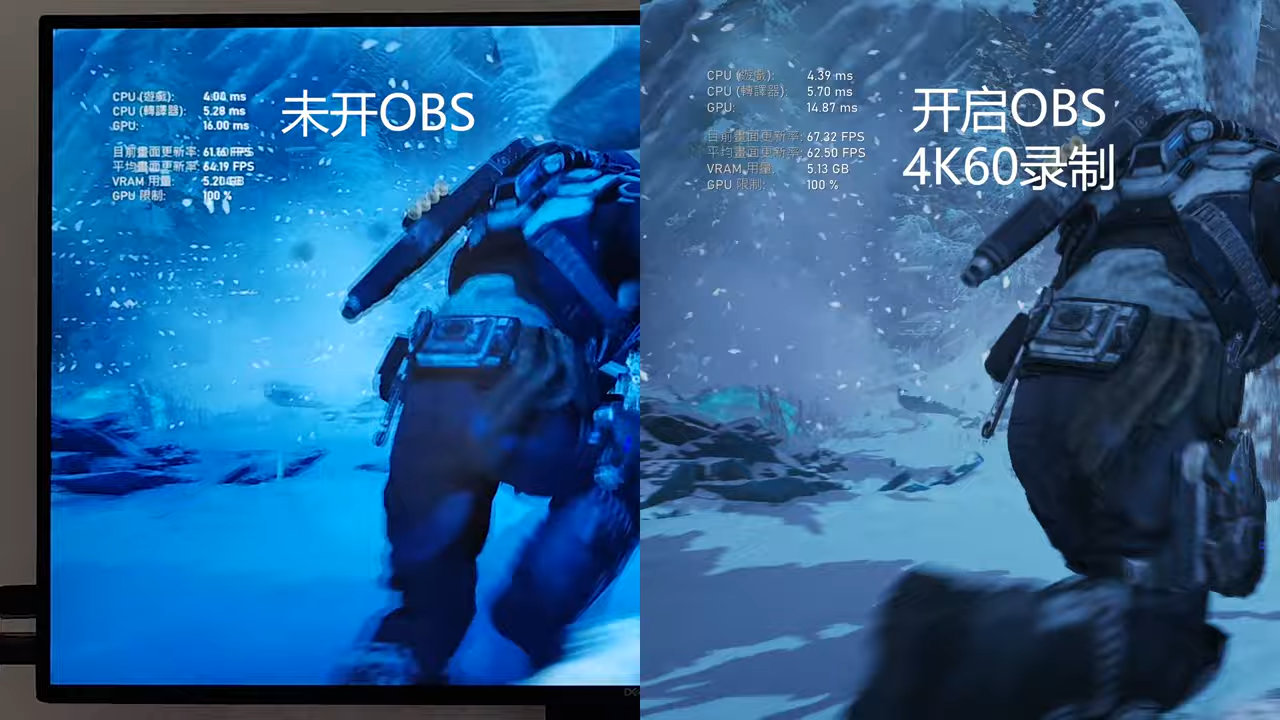 CPU (遊戲): 4.00 ms
CPU (轉譯器): 5.28 ms
GPU: 16.00 ms
目前畫面更新率: FPS
平均畫面更新率: 64.19 FPS
VRAM 用量: GB
GPU 限制: 100 %
未开OBS
CPU (遊戲): 4.39 ms
CPU (轉譯器): 5.70 ms
GPU: 14.87 ms
目前畫面更新率: 67.32 FPS
平均畫面更新率: 62.50 FPS
VRAM 用量: 5.13 GB
GPU 限制: 100 %
开启OBS
4K60录制